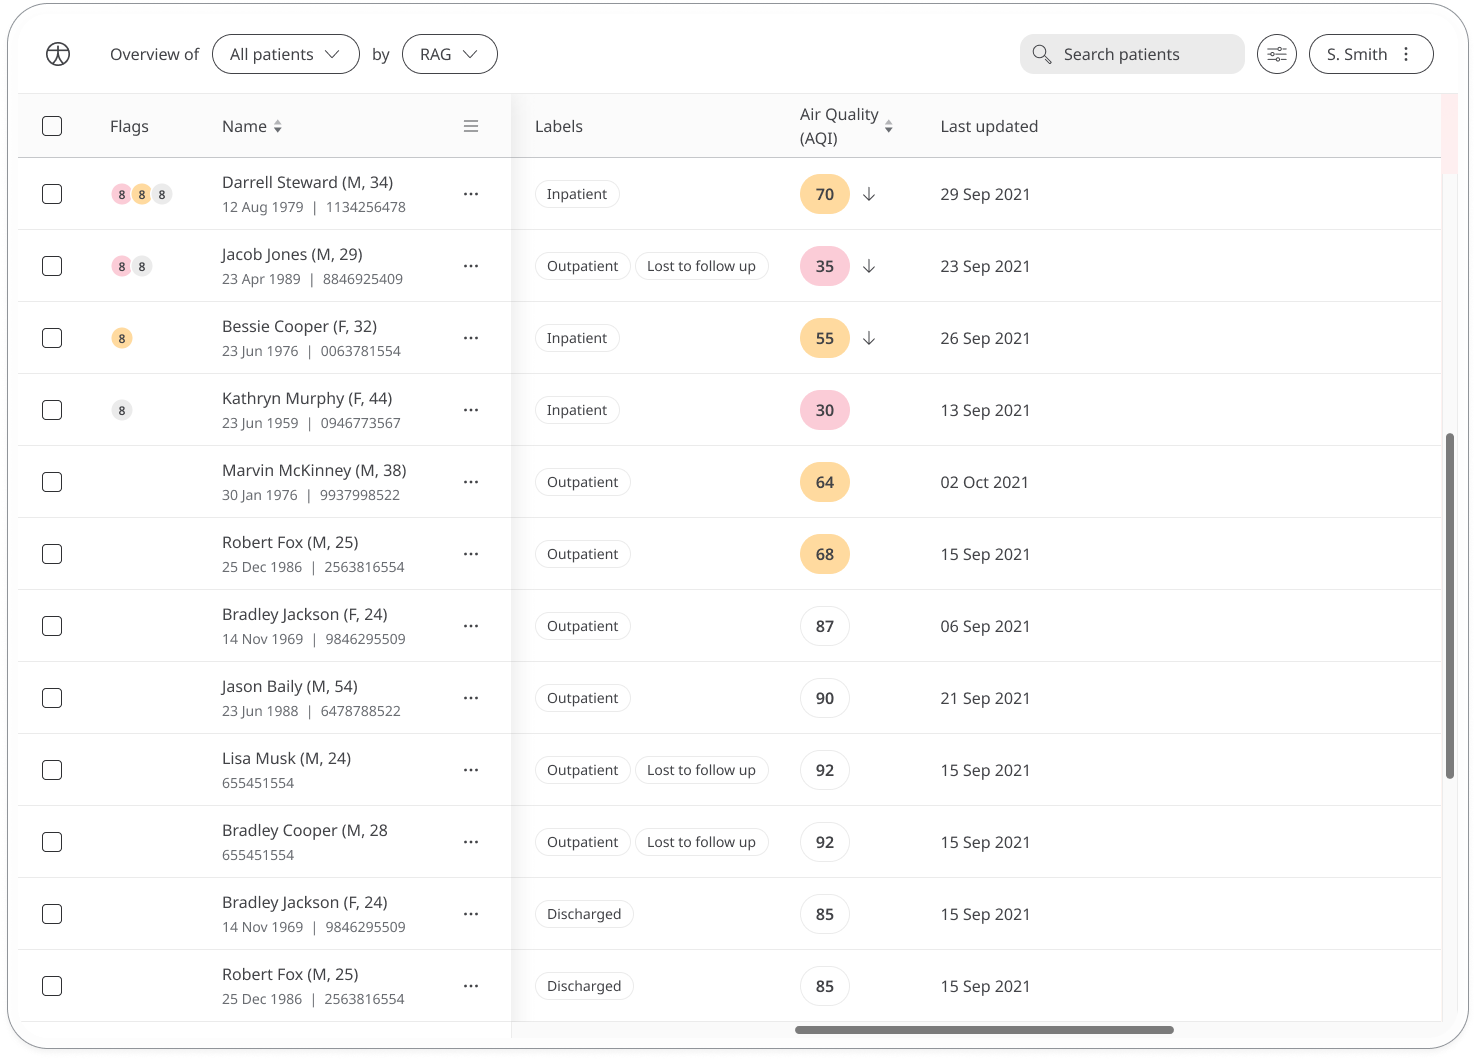 Overview of All patients by RAG Search patients S. Smith
Flags Name Labels Air Quality (AQI) Last updated
8 8 8 Darrell Steward (M, 34) Inpatient 70 29 Sep 2021
12 Aug 1979 | 1134256478
8 8 Jacob Jones (M, 29) Outpatient Lost to follow up 35 23 Sep 2021
23 Apr 1989 | 8846925409
8 Bessie Cooper (F, 32) Inpatient 55 26 Sep 2021
23 Jun 1976 | 0063781554
8 Kathryn Murphy (F, 44) Inpatient 30 13 Sep 2021
23 Jun 1959 | 0946773567
Marvin McKinney (M, 38) Outpatient 64 02 Oct 2021
30 Jan 1976 | 9937998522
Robert Fox (M, 25) Outpatient 68 15 Sep 2021
25 Dec 1986 | 2563816554
Bradley Jackson (F, 24) Outpatient 87 06 Sep 2021
14 Nov 1969 | 9846295509
Jason Baily (M, 54) Outpatient 90 21 Sep 2021
23 Jun 1988 | 6478788522
Lisa Musk (M, 24) Outpatient Lost to follow up 92 15 Sep 2021
655451554
Bradley Cooper (M, 28 Outpatient Lost to follow up 92 15 Sep 2021
655451554
Bradley Jackson (F, 24) Discharged 85 15 Sep 2021
14 Nov 1969 | 9846295509
Robert Fox (M, 25) Discharged 85 15 Sep 2021
25 Dec 1986 | 2563816554